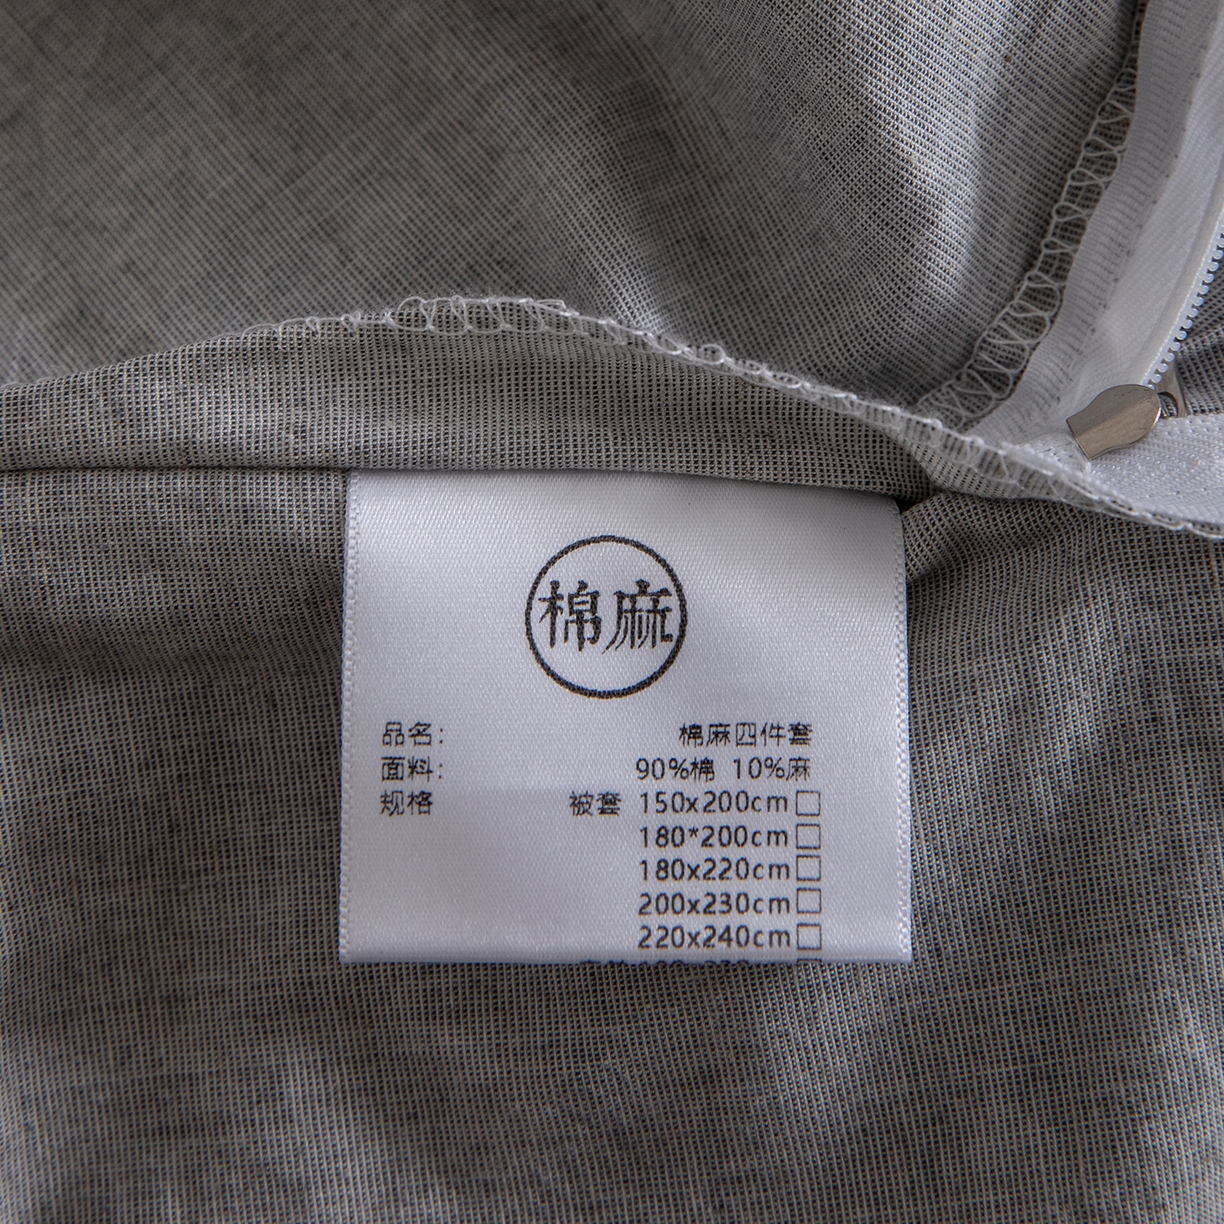 棉麻
品名: 棉麻四件套
面料: 90%棉 10%麻
规格 被套 150x200cm□
180*200cm□
180x220cm□
200x230cm□
220x240cm□